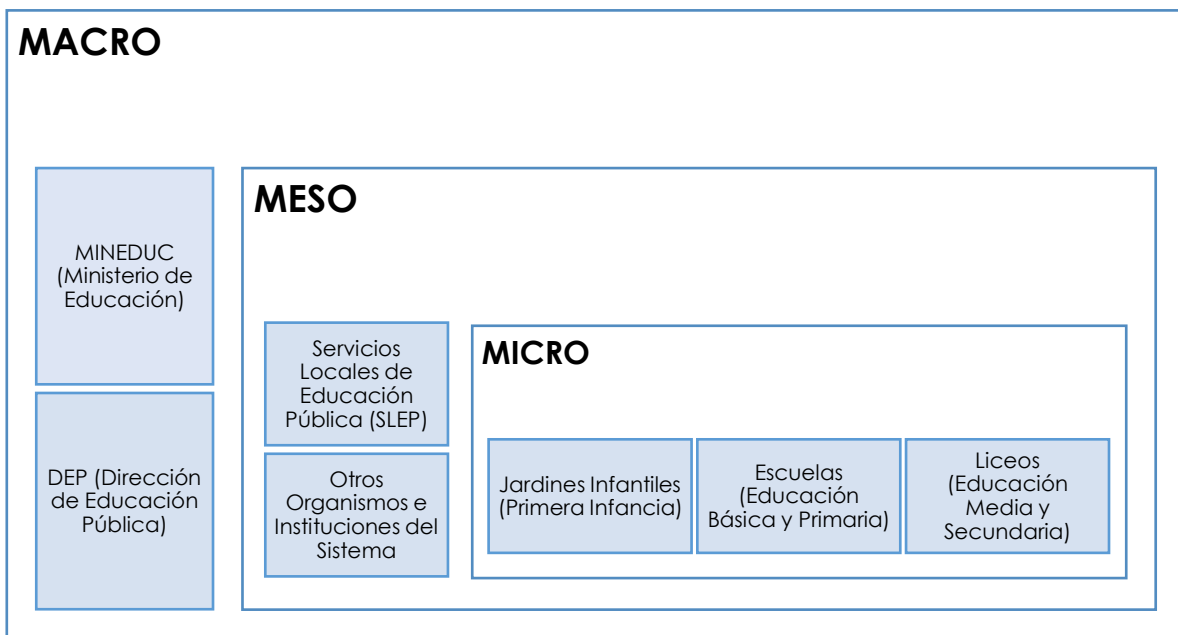 MACRO
MINEDUC
(Ministerio de
Educación)
DEP (Dirección
de Educación
Pública)
MESO
Servicios
Locales de
Educación
Pública (SLEP)
Otros
Organismos e
Instituciones del
Sistema
MICRO
Jardines Infantiles
(Primera Infancia)
Escuelas
(Educación
Básica y Primaria)
Liceos
(Educación
Media y
Secundaria)